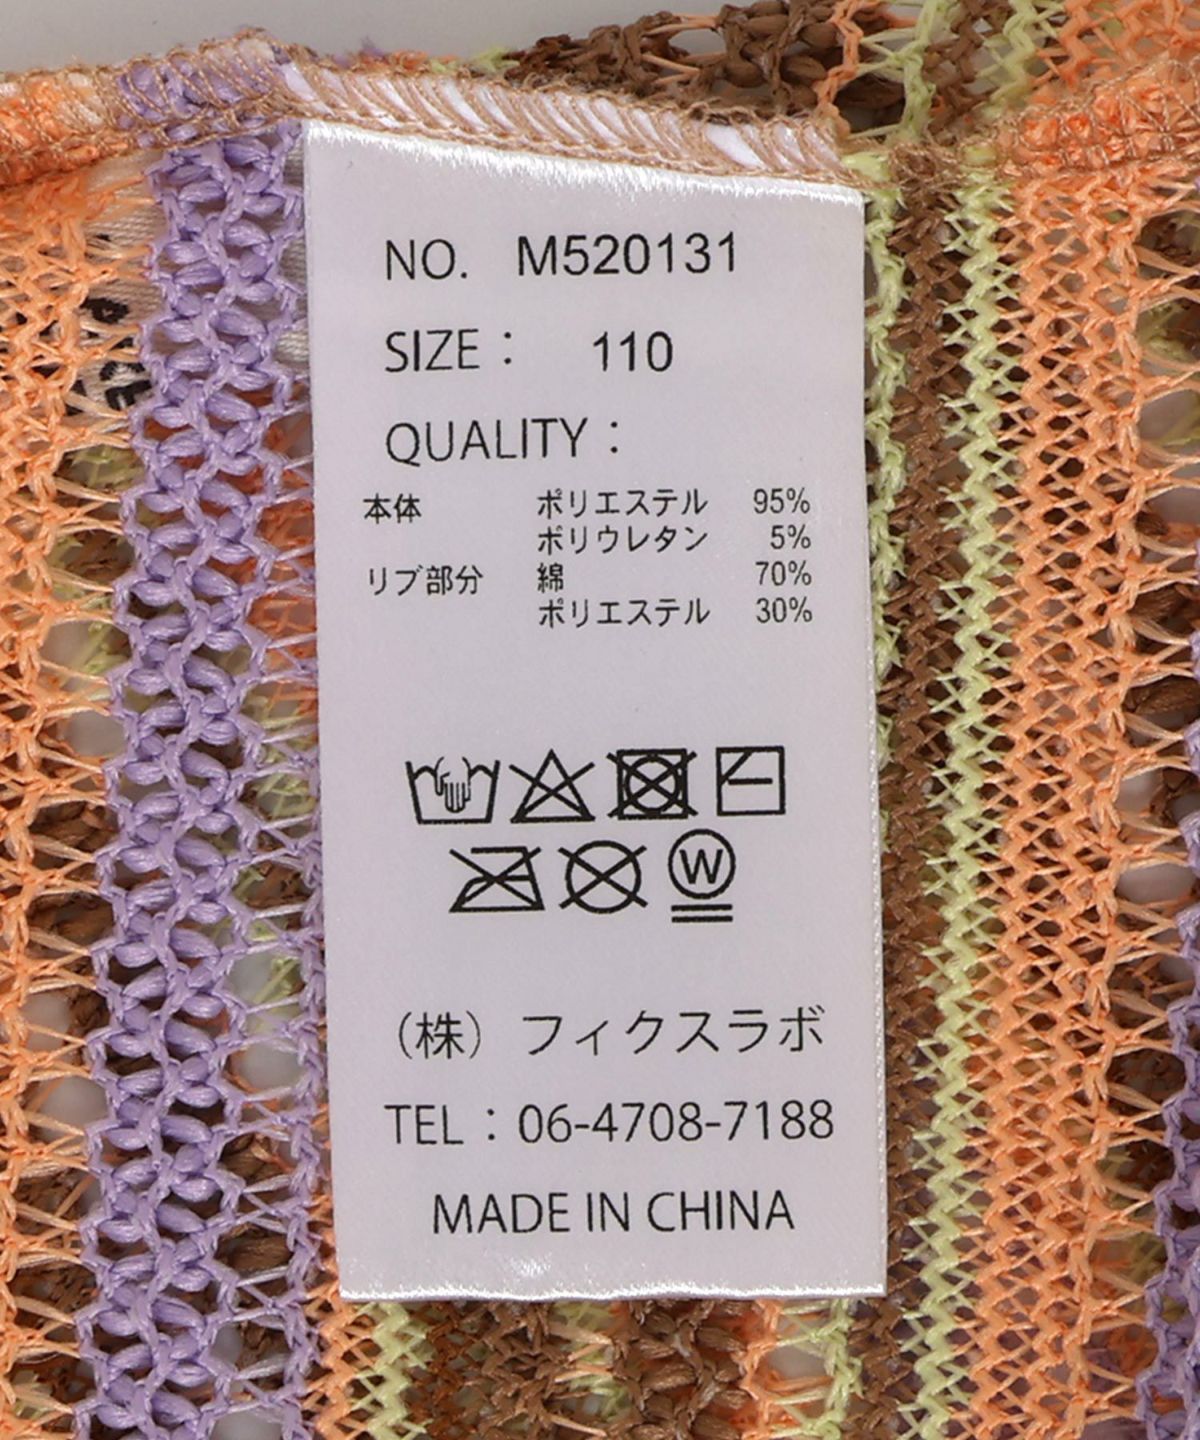 NO. M520131
SIZE： 110
QUALITY：
本体 ポリエステル 95%
ポリウレタン 5%
リブ部分 綿 70%
ポリエステル 30%
W
（株）フィクスラボ
TEL：06-4708-7188
MADE IN CHINA